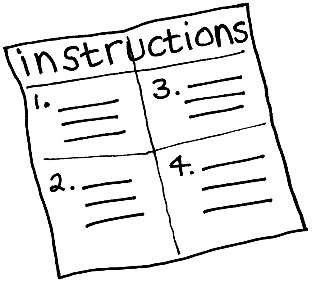 instructions
1.
2.
3.
4.